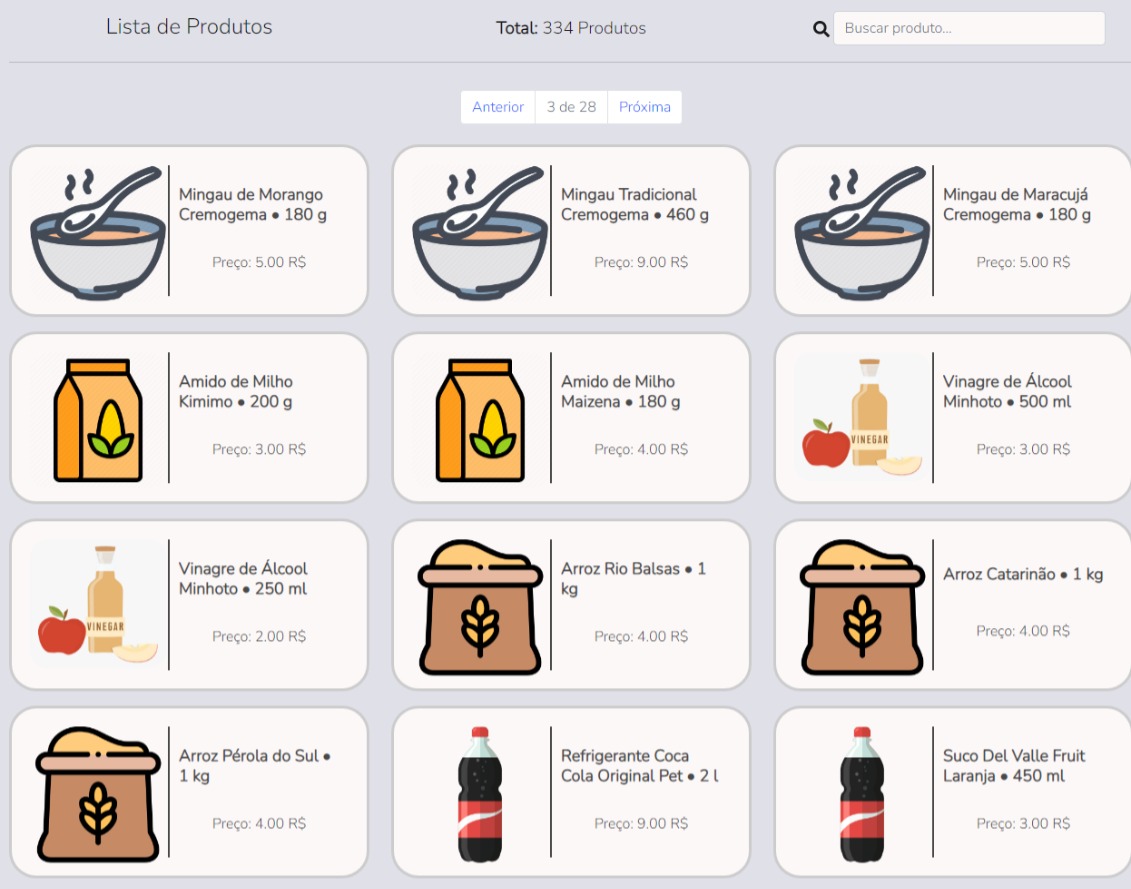 Lista de Produtos
Total: 334 Produtos
Buscar produto...
Anterior
3 de 28
Próxima
Mingau de Morango
Cremogema • 180 g
Preço: 5.00 R$
Mingau Tradicional
Cremogema • 460 g
Preço: 9.00 R$
Mingau de Maracujá
Cremogema • 180 g
Preço: 5.00 R$
Amido de Milho
Kimimo • 200 g
Preço: 3.00 R$
Amido de Milho
Maizena • 180 g
Preço: 4.00 R$
VINEGAR
Vinagre de Álcool
Minhoto • 500 ml
Preço: 3.00 R$
VINEGAR
Vinagre de Álcool
Minhoto • 250 ml
Preço: 2.00 R$
Arroz Rio Balsas • 1
kg
Preço: 4.00 R$
Arroz Catarinão • 1 kg
Preço: 4.00 R$
Arroz Pérola do Sul •
1 kg
Preço: 4.00 R$
Refrigerante Coca
Cola Original Pet • 2 l
Preço: 9.00 R$
Suco Del Valle Fruit
Laranja • 450 ml
Preço: 3.00 R$